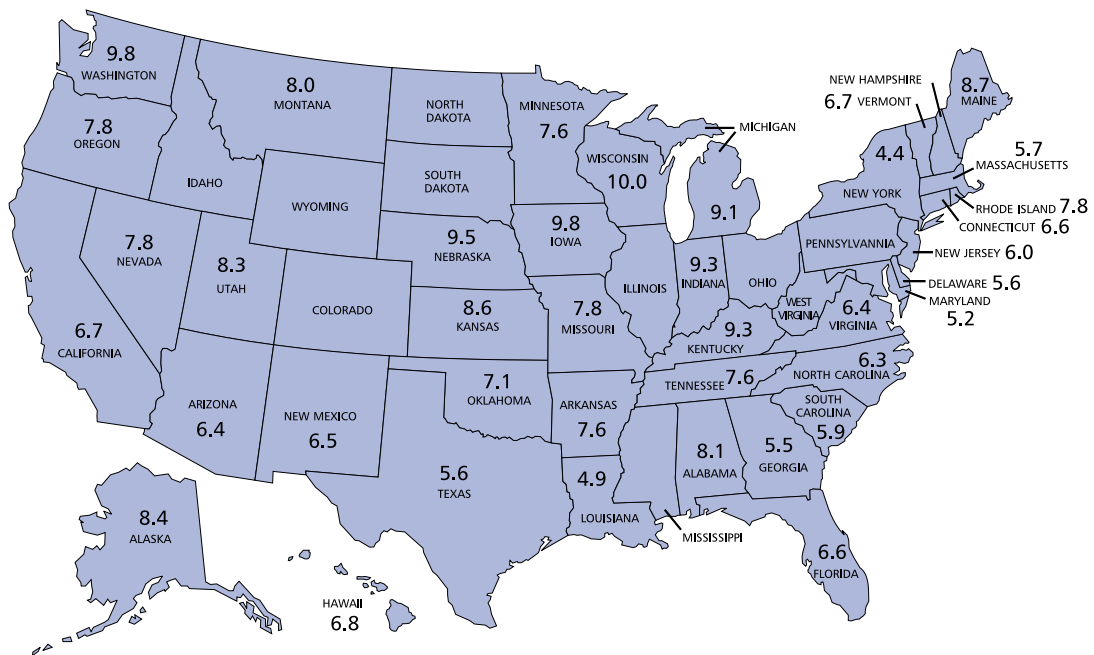 9.8
WASHINGTON
7.8
OREGON
8.0
MONTANA
IDAHO
WYOMING
NORTH
DAKOTA
SOUTH
DAKOTA
MINNESOTA
7.6
WISCONSIN
10.0
MICHIGAN
9.1
NEW HAMPSHIRE
6.7 VERMONT
8.7
MAINE
4.4
NEW YORK
5.7
MASSACHUSETTS
RHODE ISLAND 7.8
CONNECTICUT 6.6
PENNSYLVANNIA
NEW JERSEY 6.0
DELAWARE 5.6
MARYLAND
5.2
7.8
NEVADA
8.3
UTAH
6.7
CALIFORNIA
COLORADO
9.5
NEBRASKA
9.8
IOWA
8.6
KANSAS
7.8
MISSOURI
ILLINOIS
9.3
INDIANA
OHIO
WEST
VIRGINIA
6.4
VIRGINIA
9.3
KENTUCKY
6.3
NORTH CAROLINA
TENNESSEE 7.6
SOUTH
CAROLINA
5.9
ARIZONA
6.4
NEW MEXICO
6.5
7.1
OKLAHOMA
ARKANSAS
7.6
5.6
TEXAS
4.9
LOUISIANA
MISSISSIPPI
8.1
ALABAMA
5.5
GEORGIA
6.6
FLORIDA
8.4
ALASKA
HAWAII
6.8